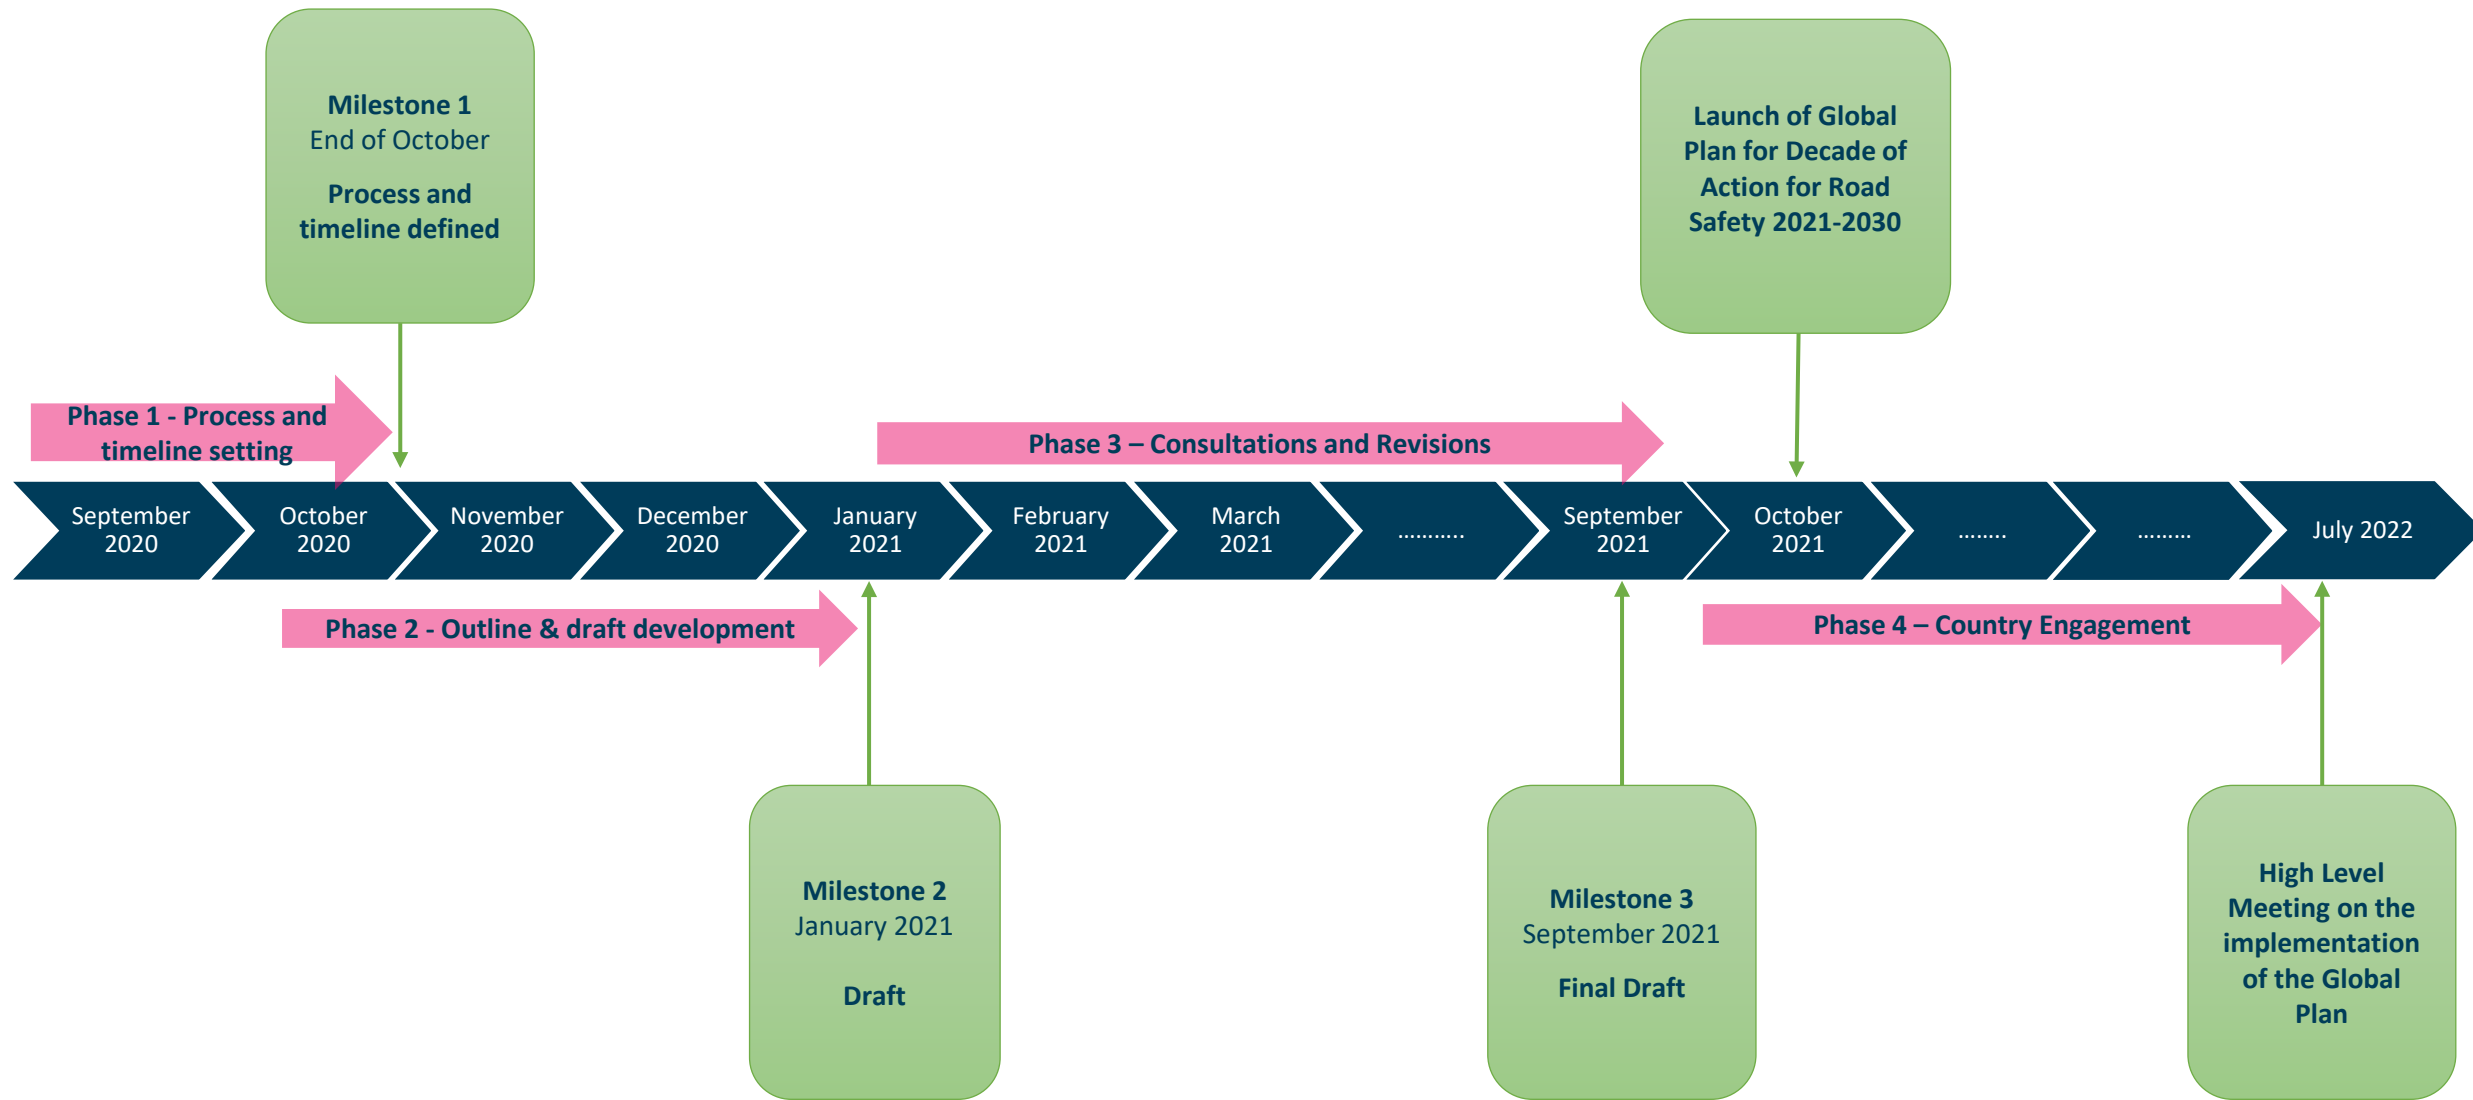 Milestone 1
End of October
Process and
timeline defined
Launch of Global
Plan for Decade of
Action for Road
Safety 2021-2030
Phase 1 - Process and
timeline setting
Phase 3 – Consultations and Revisions
September
2020
October
2020
November
2020
December
2020
January
2021
February
2021
March
2021
………..
September
2021
October
2021
……..
………
July 2022
Phase 2 - Outline & draft development
Phase 4 – Country Engagement
Milestone 2
January 2021
Draft
Milestone 3
September 2021
Final Draft
High Level
Meeting on the
implementation
of the Global
Plan